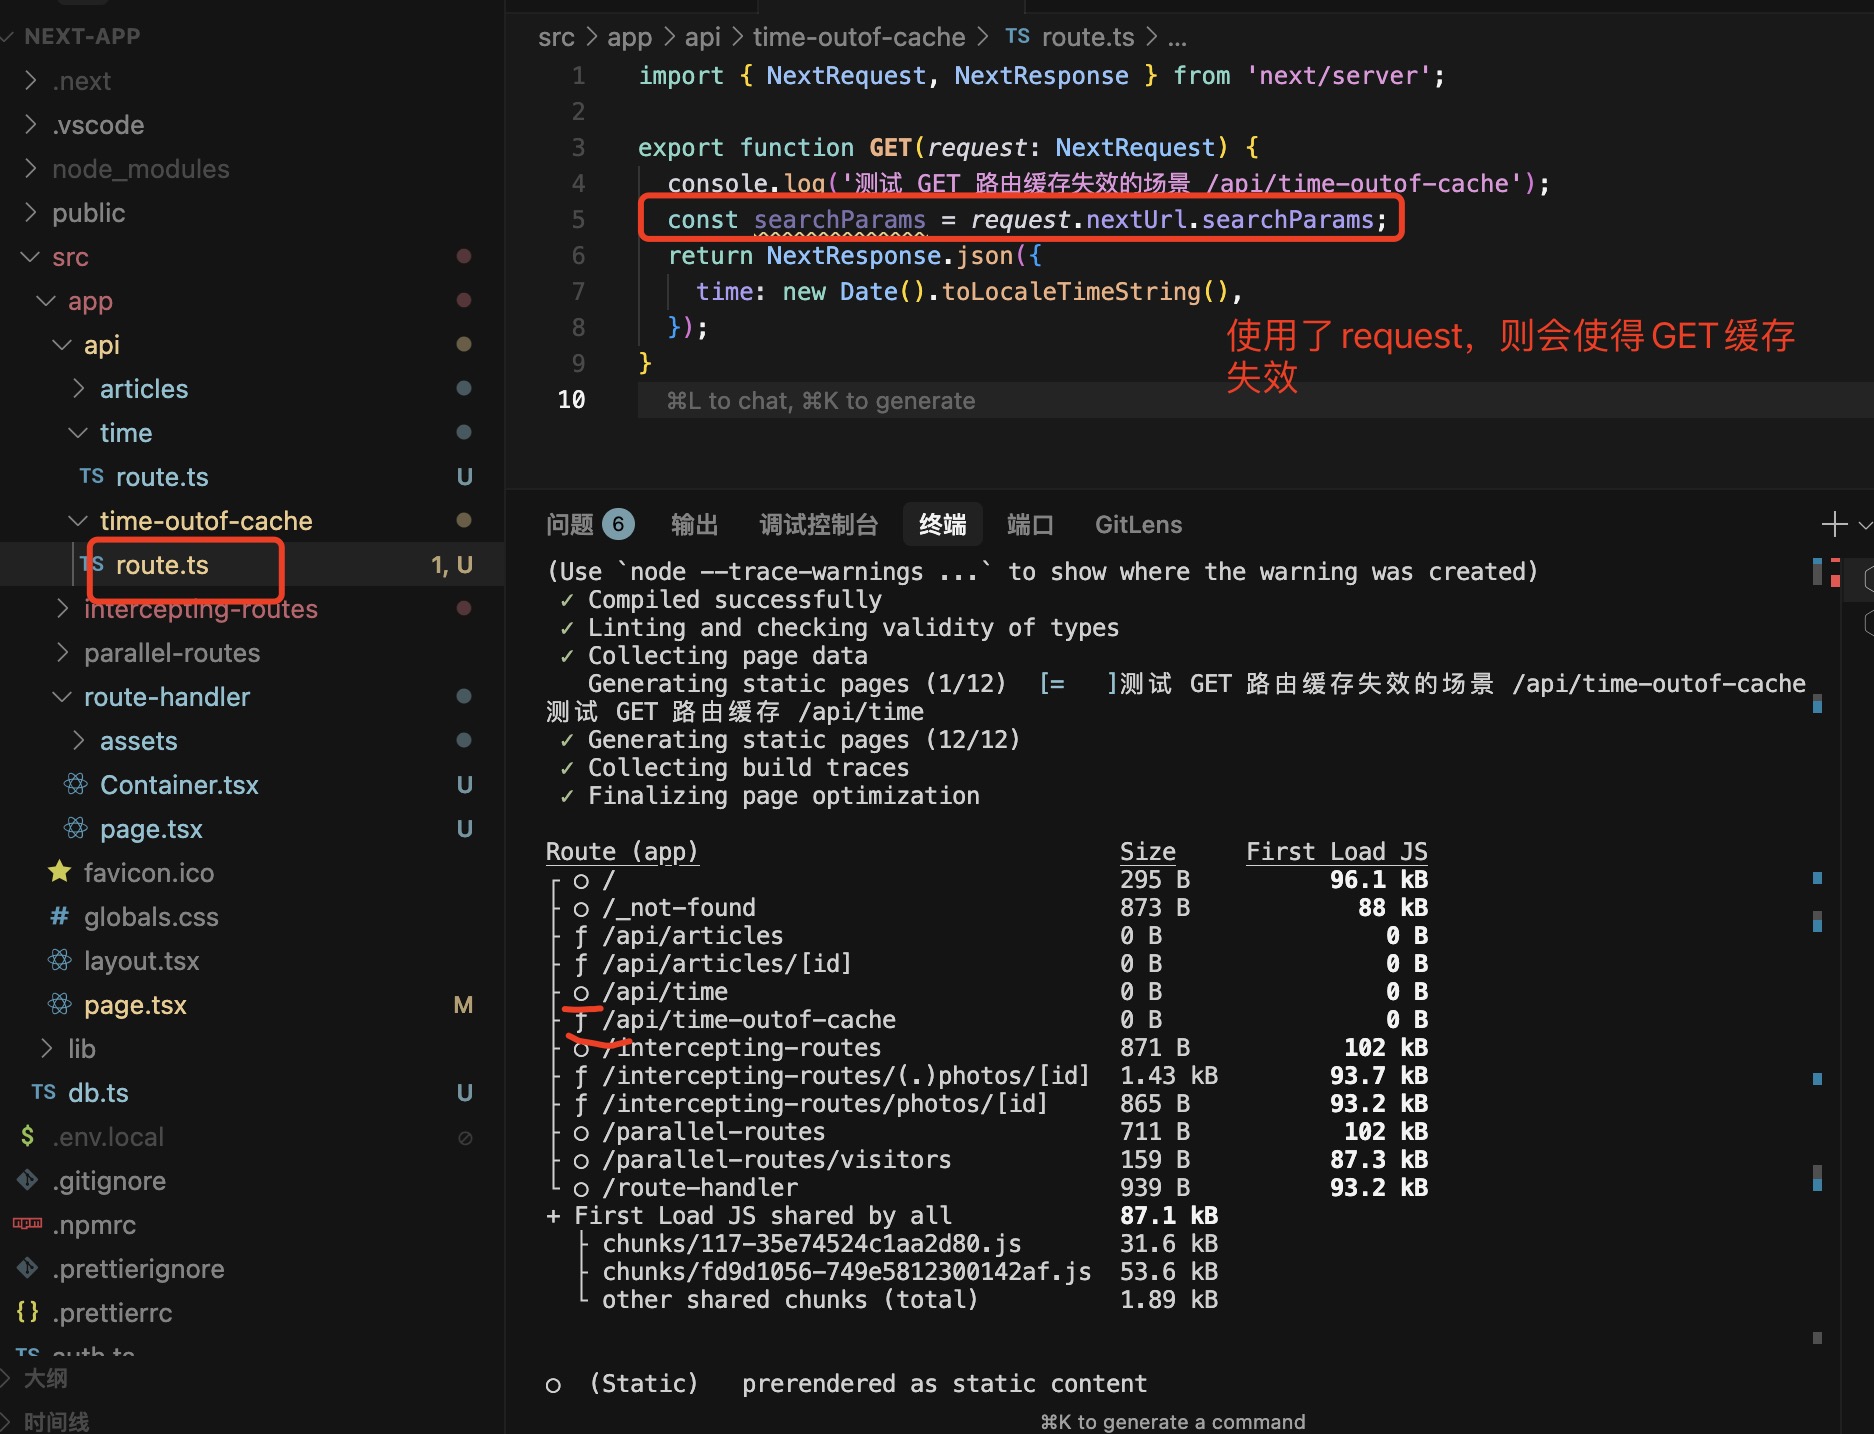 NEXT-APP
.next
.vscode
node_modules
public
src
app
api
articles
time
TS route.ts U
time-outof-cache
TS route.ts 1, U
intercepting-routes
parallel-routes
route-handler
assets
Container.tsx U
page.tsx U
favicon.ico
# globals.css
layout.tsx
page.tsx M
lib
TS db.ts U
$ .env.local
.gitignore
.npmrc
.prettierignore
{} .prettierrc
TS auth.ts
大纲
时间线
src > app > api > time-outof-cache > TS route.ts > ...
1 import { NextRequest, NextResponse } from 'next/server';
2
3 export function GET(request: NextRequest) {
4 console.log('测试 GET 路由缓存失效的场景 /api/time-outof-cache');
5 const searchParams = request.nextUrl.searchParams;
6 return NextResponse.json({
7 time: new Date().toLocaleTimeString(),
8 });
9 }
10 ⌘L to chat, ⌘K to generate
使用了request，则会使得GET缓存
失效
问题 6 输出 调试控制台 终端 端口 GitLens
(Use `node --trace-warnings ...` to show where the warning was created)
✓ Compiled successfully
✓ Linting and checking validity of types
✓ Collecting page data
Generating static pages (1/12) [= ]测试 GET 路由缓存失效的场景 /api/time-outof-cache
测试 GET 路由缓存 /api/time
✓ Generating static pages (12/12)
✓ Collecting build traces
✓ Finalizing page optimization
Route (app) Size First Load JS
┌ ○ / 295 B 96.1 kB
├ ○ /_not-found 873 B 88 kB
├ ƒ /api/articles 0 B 0 B
├ ƒ /api/articles/[id] 0 B 0 B
├ ○ /api/time 0 B 0 B
├ ƒ /api/time-outof-cache 0 B 0 B
├ ○ /intercepting-routes 871 B 102 kB
├ ƒ /intercepting-routes/(.)photos/[id] 1.43 kB 93.7 kB
├ ƒ /intercepting-routes/photos/[id] 865 B 93.2 kB
├ ○ /parallel-routes 711 B 102 kB
├ ○ /parallel-routes/visitors 159 B 87.3 kB
└ ○ /route-handler 939 B 93.2 kB
+ First Load JS shared by all 87.1 kB
├ chunks/117-35e74524c1aa2d80.js 31.6 kB
├ chunks/fd9d1056-749e5812300142af.js 53.6 kB
└ other shared chunks (total) 1.89 kB
○ (Static) prerendered as static content
⌘K to generate a command